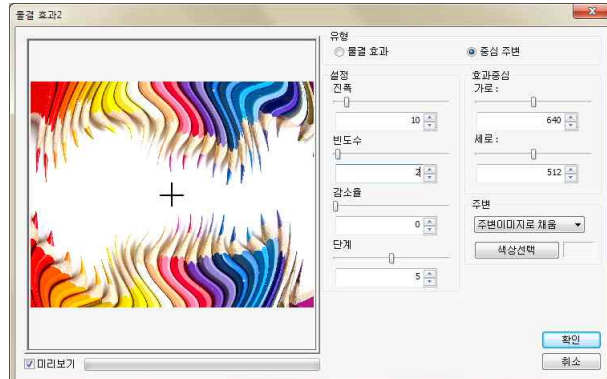 물결 효과2
유형
물결 효과
중심 주변
설정
진폭
10
빈도수
2
감소율
0
단계
5
효과중심
가로 :
640
세로 :
512
주변
주변이미지로 채움
색상선택
미리보기
확인
취소